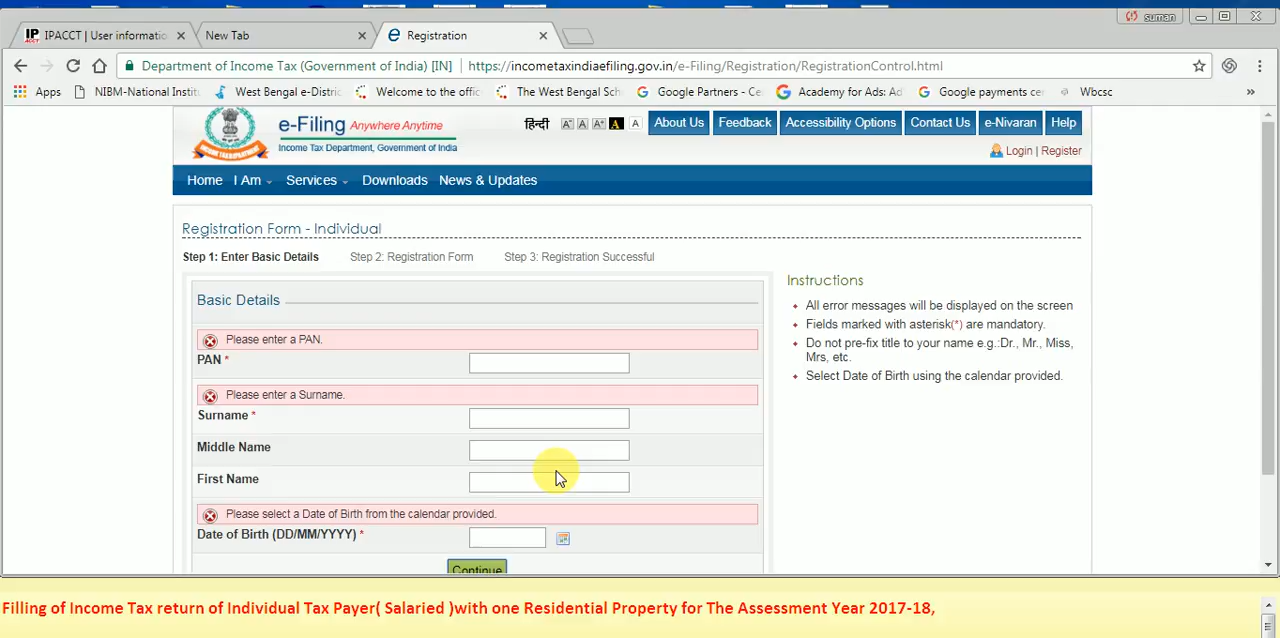 suman
IPACCT | User informatio
New Tab
Registration
Department of Income Tax (Government of India) [IN] | https://incometaxindiaefiling.gov.in/e-Filing/Registration/RegistrationControl.html
Apps NIBM-National Instit West Bengal e-Distric Welcome to the offic The West Bengal Sch Google Partners - Ce Academy for Ads: Ad Google payments cen Wbcsc »
e-Filing Anywhere Anytime
Income Tax Department, Government of India
हिन्दी A- A A+ A A About Us Feedback Accessibility Options Contact Us e-Nivaran Help
Login | Register
Home I Am Services Downloads News & Updates
Registration Form - Individual
Step 1: Enter Basic Details Step 2: Registration Form Step 3: Registration Successful
Basic Details
Please enter a PAN.
PAN *
Please enter a Surname.
Surname *
Middle Name
First Name
Please select a Date of Birth from the calendar provided.
Date of Birth (DD/MM/YYYY) *
Continue
Instructions
All error messages will be displayed on the screen
Fields marked with asterisk(*) are mandatory.
Do not pre-fix title to your name e.g.:Dr., Mr., Miss,
Mrs, etc.
Select Date of Birth using the calendar provided.
Filling of Income Tax return of Individual Tax Payer( Salaried )with one Residential Property for The Assessment Year 2017-18,